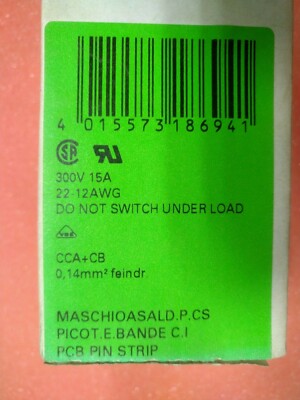 4 015573 186941
300V 15A
22-12AWG
DO NOT SWITCH UNDER LOAD
CCA+CB
0,14mm² feindr.
MASCHIOASALD.P.CS
PICOT.E.BANDE C.I
PCB PIN STRIP